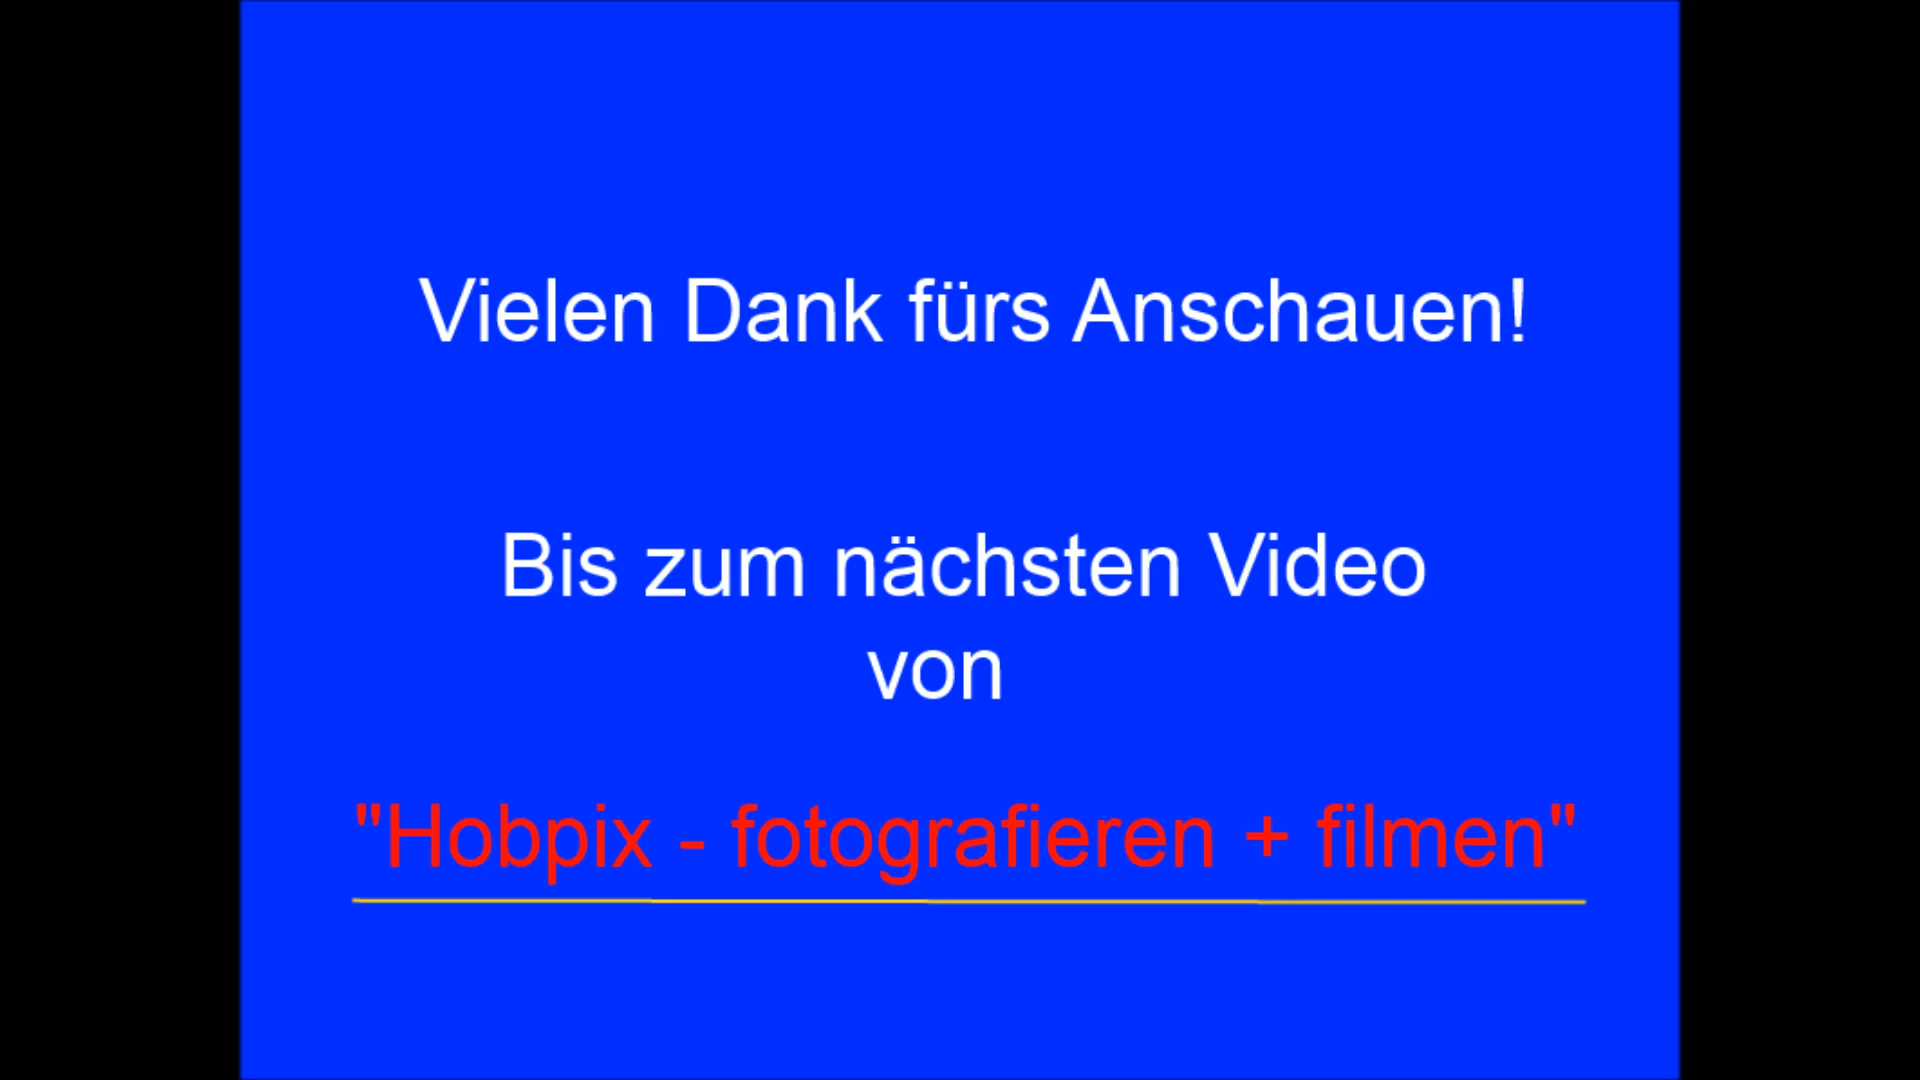 Vielen Dank fürs Anschauen!
Bis zum nächsten Video
von
"Hobpix - fotografieren + filmen"